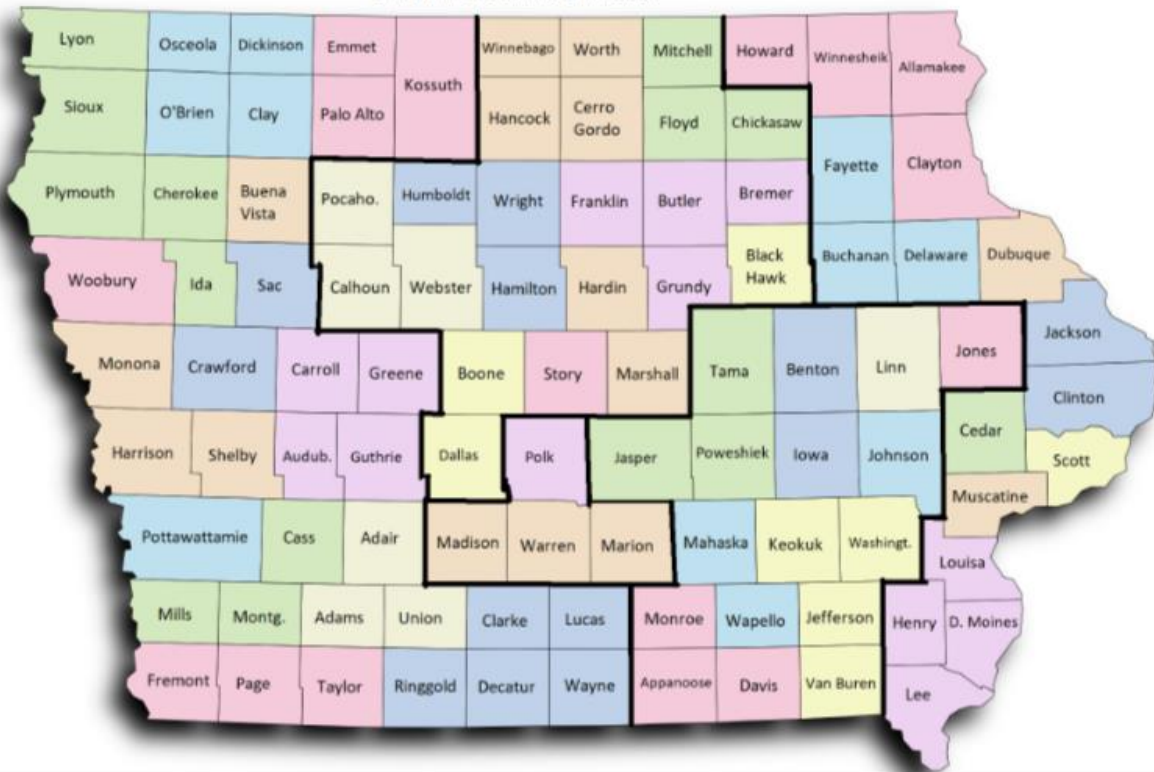 Lyon
Osceola
Dickinson
Emmet
Kossuth
Winnebago
Worth
Mitchell
Howard
Winnesheik
Allamakee
Sioux
O'Brien
Clay
Palo Alto
Hancock
Cerro
Gordo
Floyd
Chickasaw
Fayette
Clayton
Plymouth
Cherokee
Buena
Vista
Pocaho.
Humboldt
Wright
Franklin
Butler
Bremer
Woobury
Ida
Sac
Calhoun
Webster
Hamilton
Hardin
Grundy
Black
Hawk
Buchanan
Delaware
Dubuque
Monona
Crawford
Carroll
Greene
Boone
Story
Marshall
Tama
Benton
Linn
Jones
Jackson
Clinton
Harrison
Shelby
Audub.
Guthrie
Dallas
Polk
Jasper
Poweshiek
Iowa
Johnson
Cedar
Scott
Muscatine
Pottawattamie
Cass
Adair
Madison
Warren
Marion
Mahaska
Keokuk
Washingt.
Louisa
Mills
Montg.
Adams
Union
Clarke
Lucas
Monroe
Wapello
Jefferson
Henry
D. Moines
Fremont
Page
Taylor
Ringgold
Decatur
Wayne
Appanoose
Davis
Van Buren
Lee